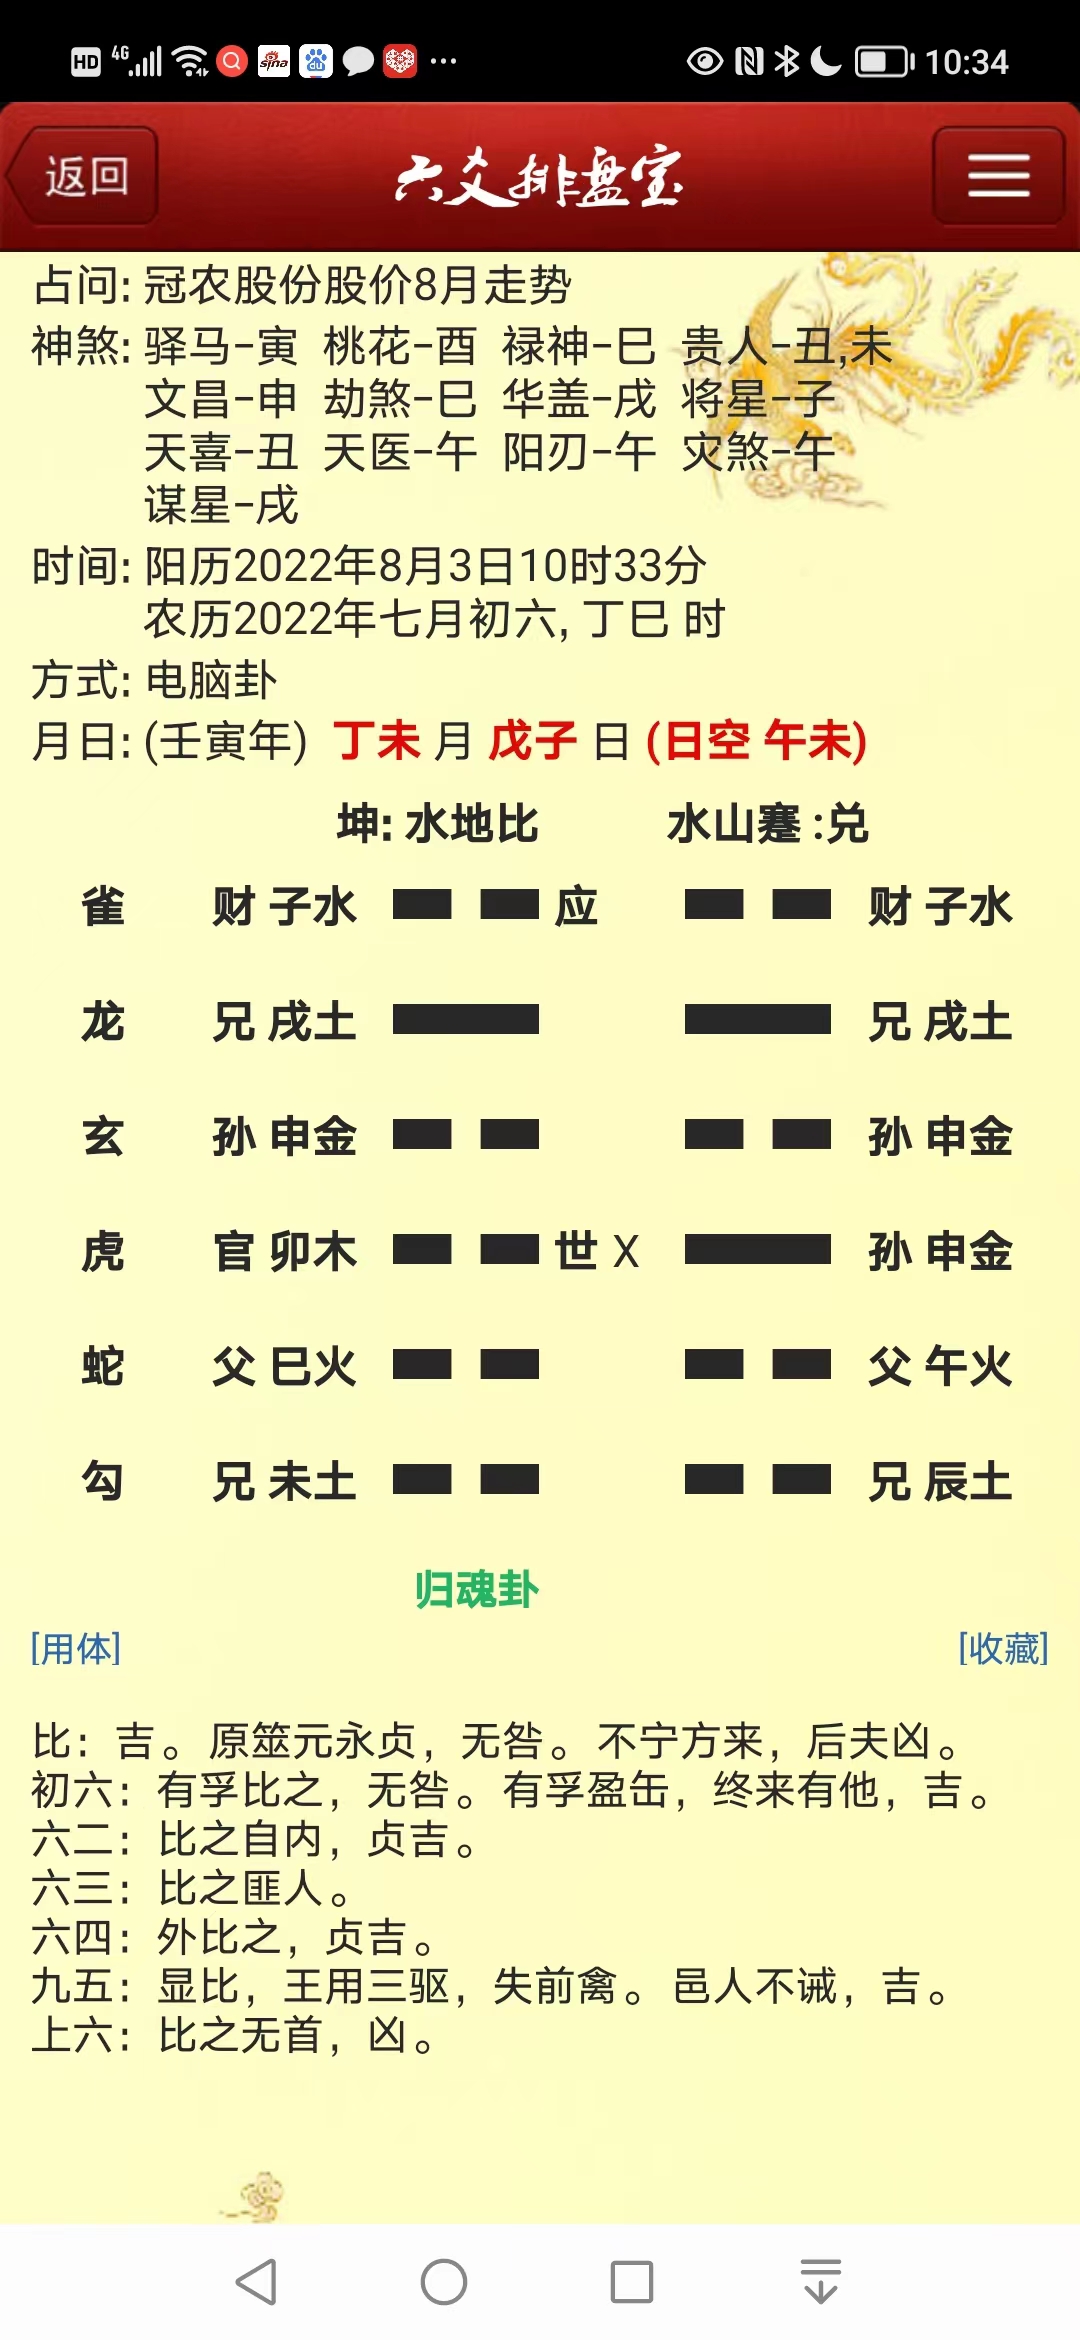 HD 4G 10:34
返回 六爻排盘宝
占问: 冠农股份股价8月走势
神煞: 驿马-寅 桃花-酉 禄神-巳 贵人-丑,未
文昌-申 劫煞-巳 华盖-戌 将星-子
天喜-丑 天医-午 阳刃-午 灾煞-午
谋星-戌
时间: 阳历2022年8月3日10时33分
农历2022年七月初六, 丁巳 时
方式: 电脑卦
月日: (壬寅年) 丁未 月 戊子 日 (日空 午未)
坤: 水地比 水山蹇 :兑
雀 财 子水 应 财 子水
龙 兄 戌土 兄 戌土
玄 孙 申金 孙 申金
虎 官 卯木 世 X 孙 申金
蛇 父 巳火 父 午火
勾 兄 未土 兄 辰土
归魂卦
[用体] [收藏]
比：吉。原筮元永贞，无咎。不宁方来，后夫凶。
初六：有孚比之，无咎。有孚盈缶，终来有他，吉。
六二：比之自内，贞吉。
六三：比之匪人。
六四：外比之，贞吉。
九五：显比，王用三驱，失前禽。邑人不诫，吉。
上六：比之无首，凶。